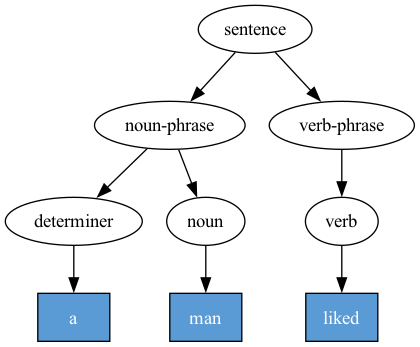 sentence
noun-phrase verb-phrase
determiner noun verb
a man liked